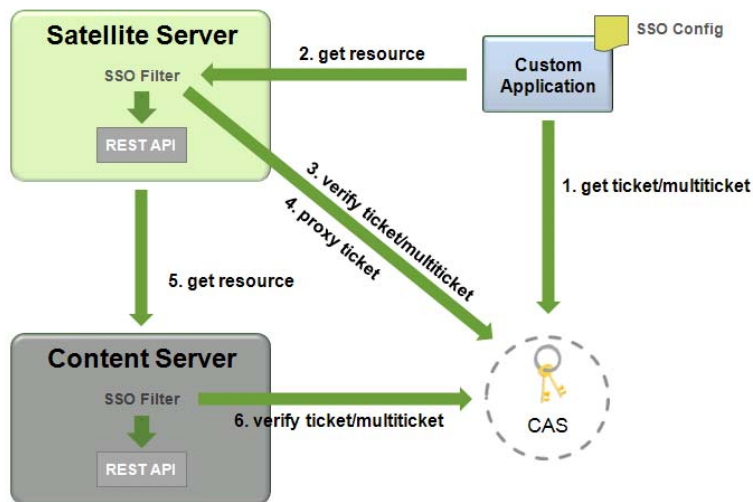 Satellite Server
SSO Filter
REST API
2. get resource
SSO Config
Custom
Application
1. get ticket/multiticket
3. verify ticket/multiticket
4. proxy ticket
5. get resource
Content Server
SSO Filter
REST API
6. verify ticket/multiticket
CAS